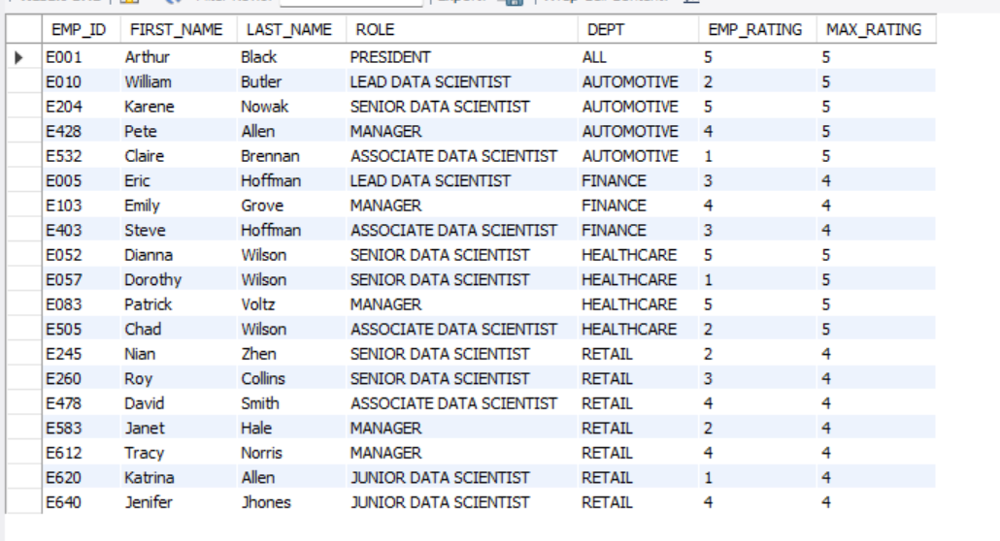 EMP_ID FIRST_NAME LAST_NAME ROLE DEPT EMP_RATING MAX_RATING
E001 Arthur Black PRESIDENT ALL 5 5
E010 William Butler LEAD DATA SCIENTIST AUTOMOTIVE 2 5
E204 Karene Nowak SENIOR DATA SCIENTIST AUTOMOTIVE 5 5
E428 Pete Allen MANAGER AUTOMOTIVE 4 5
E532 Claire Brennan ASSOCIATE DATA SCIENTIST AUTOMOTIVE 1 5
E005 Eric Hoffman LEAD DATA SCIENTIST FINANCE 3 4
E103 Emily Grove MANAGER FINANCE 4 4
E403 Steve Hoffman ASSOCIATE DATA SCIENTIST FINANCE 3 4
E052 Dianna Wilson SENIOR DATA SCIENTIST HEALTHCARE 5 5
E057 Dorothy Wilson SENIOR DATA SCIENTIST HEALTHCARE 1 5
E083 Patrick Voltz MANAGER HEALTHCARE 5 5
E505 Chad Wilson ASSOCIATE DATA SCIENTIST HEALTHCARE 2 5
E245 Nian Zhen SENIOR DATA SCIENTIST RETAIL 2 4
E260 Roy Collins SENIOR DATA SCIENTIST RETAIL 3 4
E478 David Smith ASSOCIATE DATA SCIENTIST RETAIL 4 4
E583 Janet Hale MANAGER RETAIL 2 4
E612 Tracy Norris MANAGER RETAIL 4 4
E620 Katrina Allen JUNIOR DATA SCIENTIST RETAIL 1 4
E640 Jenifer Jhones JUNIOR DATA SCIENTIST RETAIL 4 4